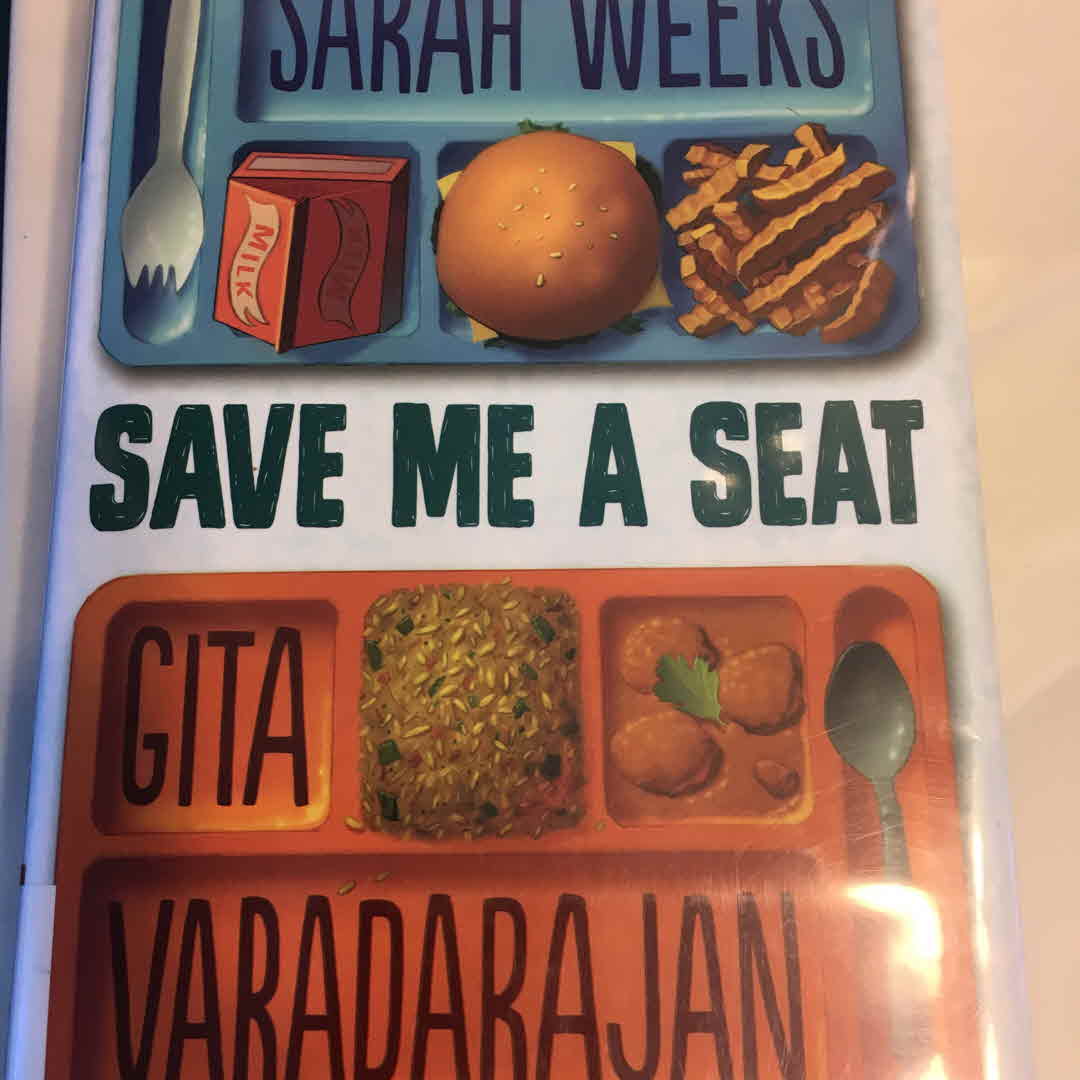 SARAH WEEKS
MILK
SAVE ME A SEAT
GITA
VARADARAJAN